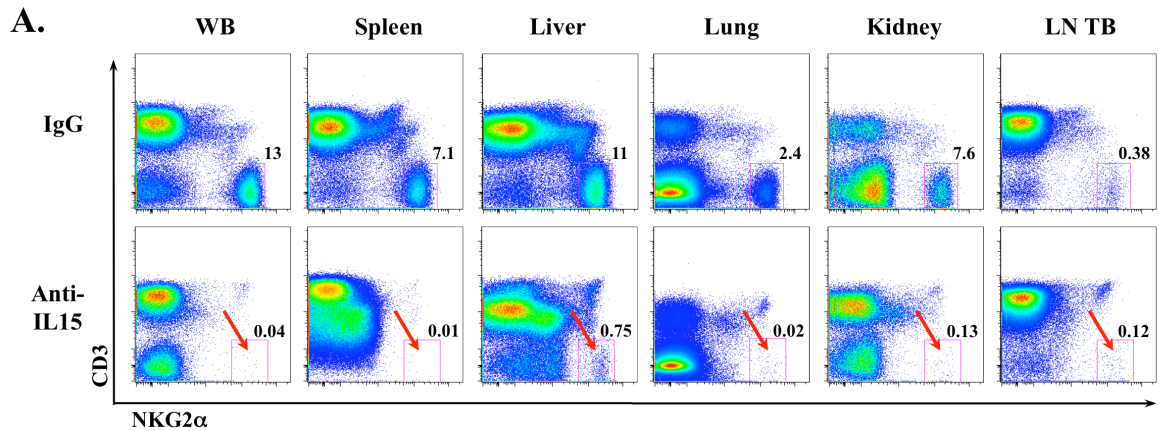 A.
WB Spleen Liver Lung Kidney LN TB
IgG
13 7.1 11 2.4 7.6 0.38
Anti-
IL15
0.04 0.01 0.75 0.02 0.13 0.12
CD3
NKG2α